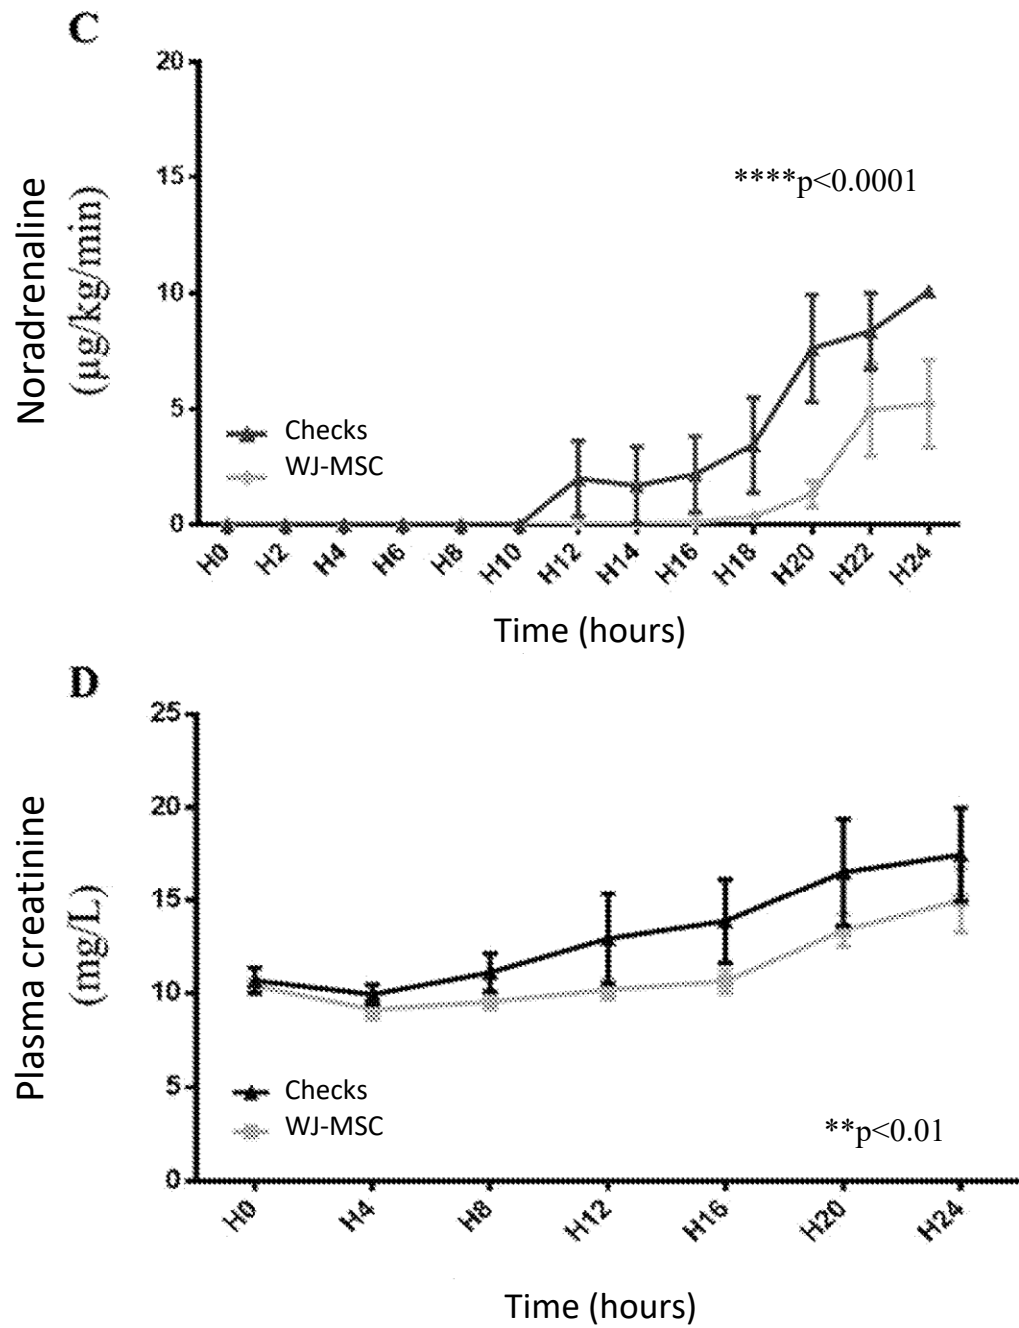 C
20
15
10
5
0
Noradrenaline
(µg/kg/min)
****p<0.0001
Checks
WJ-MSC
H0 H2 H4 H6 H8 H10 H12 H14 H16 H18 H20 H22 H24
Time (hours)
D
25
20
15
10
5
0
Plasma creatinine
(mg/L)
Checks
WJ-MSC
**p<0.01
H0 H4 H8 H12 H16 H20 H24
Time (hours)